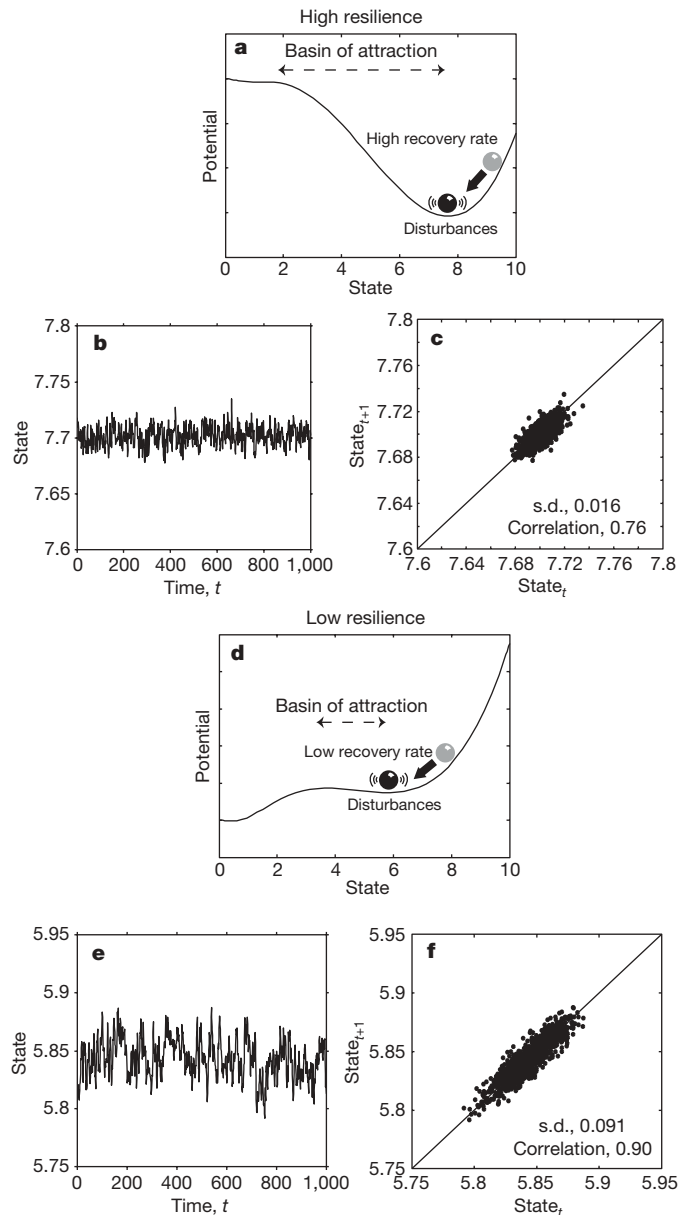 High resilience
a
Basin of attraction
High recovery rate
Disturbances
Potential
0 2 4 6 8 10
State
b
7.8
7.75
7.7
7.65
7.6
State
0 200 400 600 800 1,000
Time, t
c
7.8
7.76
7.72
7.68
7.64
7.6
State t+1
s.d., 0.016
Correlation, 0.76
7.6 7.64 7.68 7.72 7.76 7.8
State t
Low resilience
d
Basin of attraction
Low recovery rate
Disturbances
Potential
0 2 4 6 8 10
State
e
5.95
5.9
5.85
5.8
5.75
State
0 200 400 600 800 1,000
Time, t
f
5.95
5.9
5.85
5.8
5.75
State t+1
s.d., 0.091
Correlation, 0.90
5.75 5.8 5.85 5.9 5.95
State t